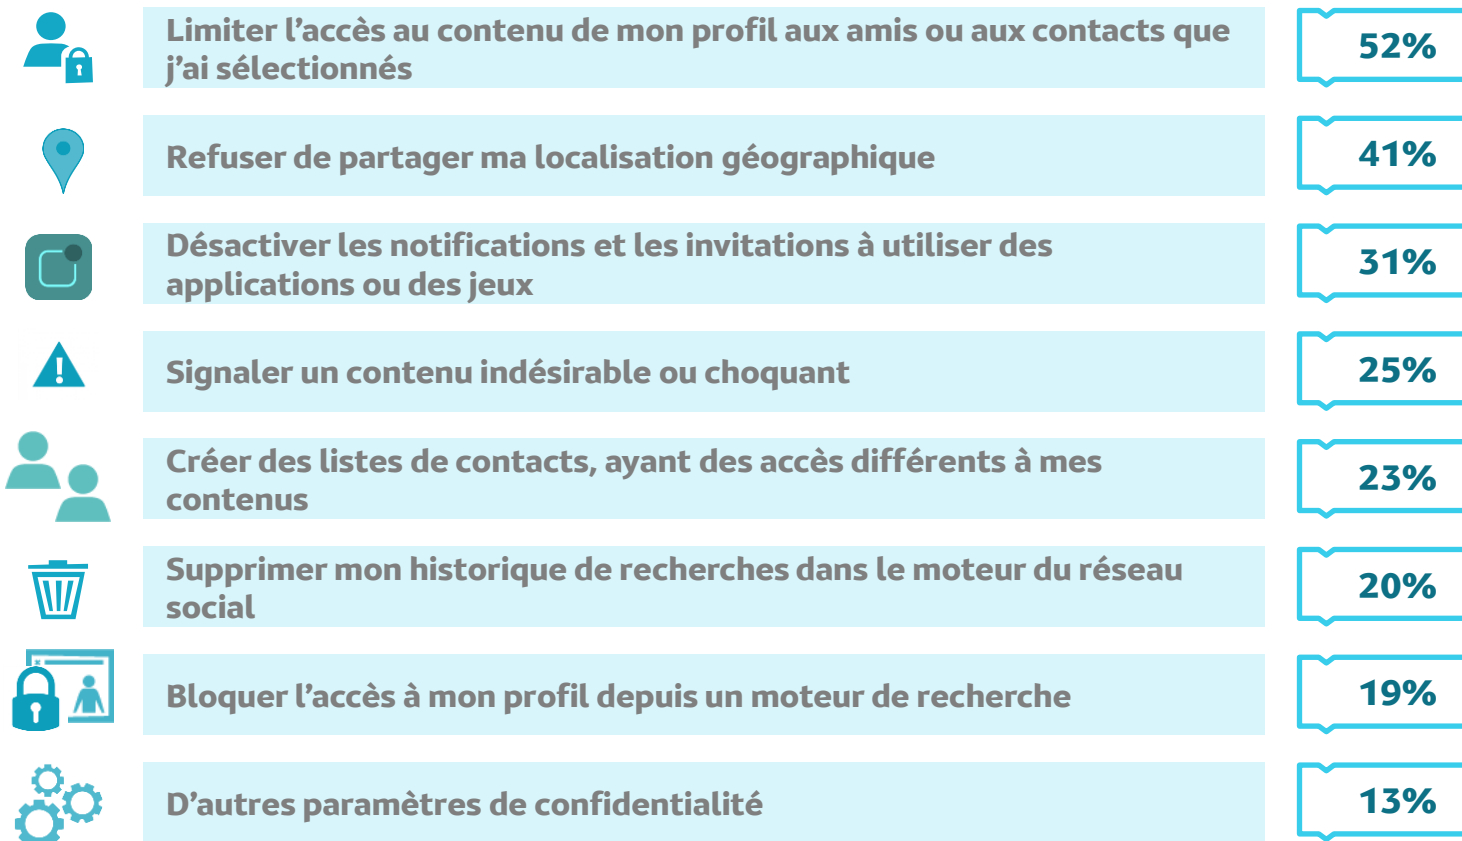 Limiter l’accès au contenu de mon profil aux amis ou aux contacts que
j’ai sélectionnés
52%
Refuser de partager ma localisation géographique
41%
Désactiver les notifications et les invitations à utiliser des
applications ou des jeux
31%
Signaler un contenu indésirable ou choquant
25%
Créer des listes de contacts, ayant des accès différents à mes
contenus
23%
Supprimer mon historique de recherches dans le moteur du réseau
social
20%
Bloquer l’accès à mon profil depuis un moteur de recherche
19%
D’autres paramètres de confidentialité
13%